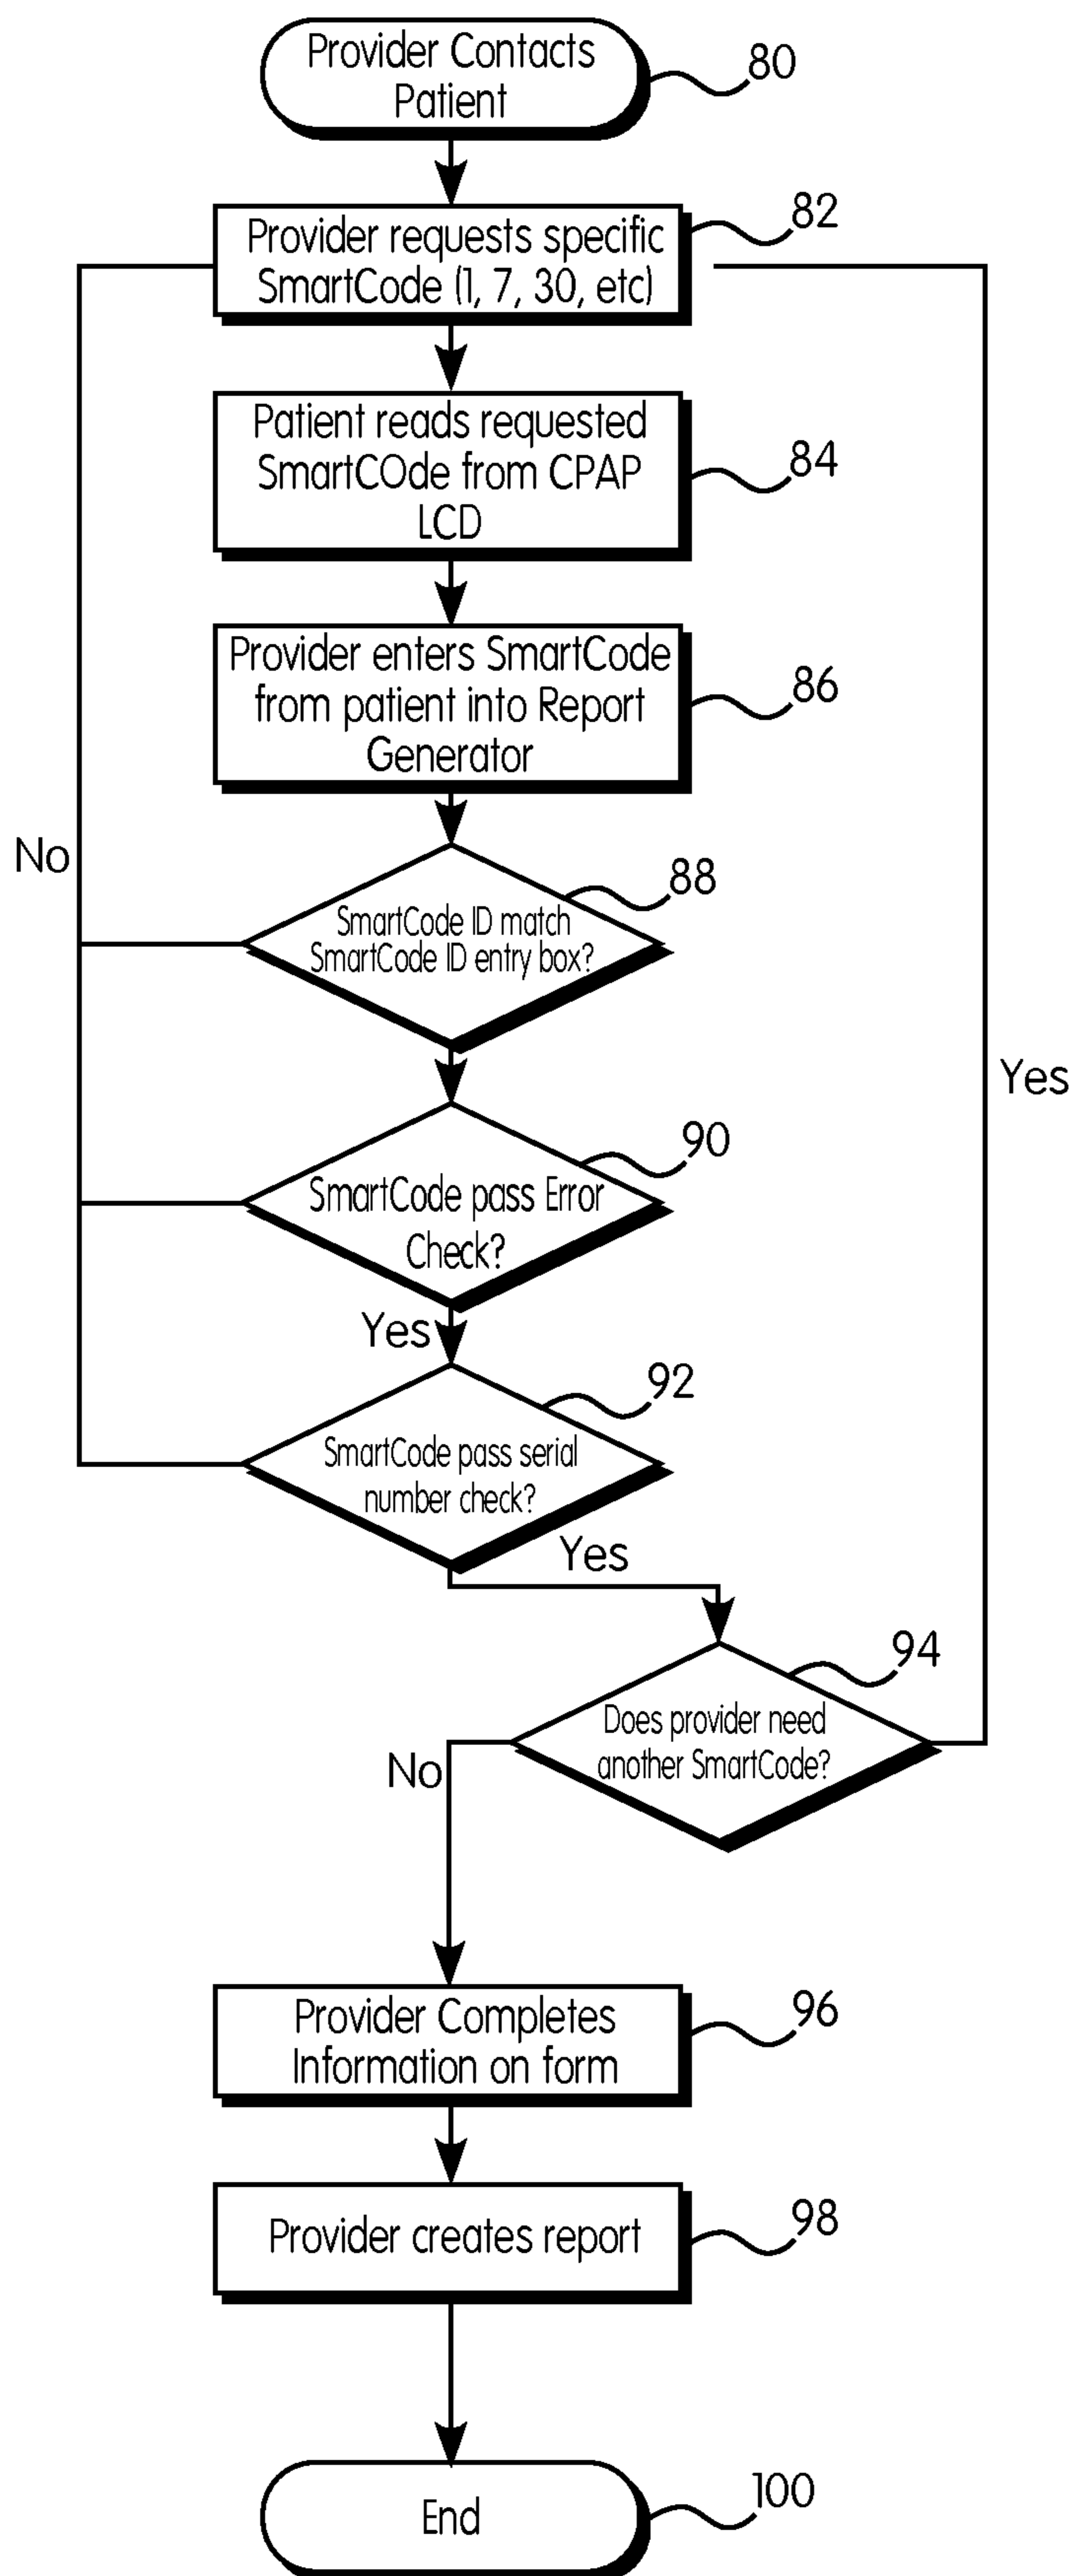 Provider Contacts
Patient
80
Provider requests specific
SmartCode (1, 7, 30, etc)
82
Patient reads requested
SmartCOde from CPAP
LCD
84
Provider enters SmartCode
from patient into Report
Generator
86
No
SmartCode ID match
SmartCode ID entry box?
88
Yes
SmartCode pass Error
Check?
90
Yes
SmartCode pass serial
number check?
92
Yes
Does provider need
another SmartCode?
94
No
Provider Completes
Information on form
96
Provider creates report
98
End
100